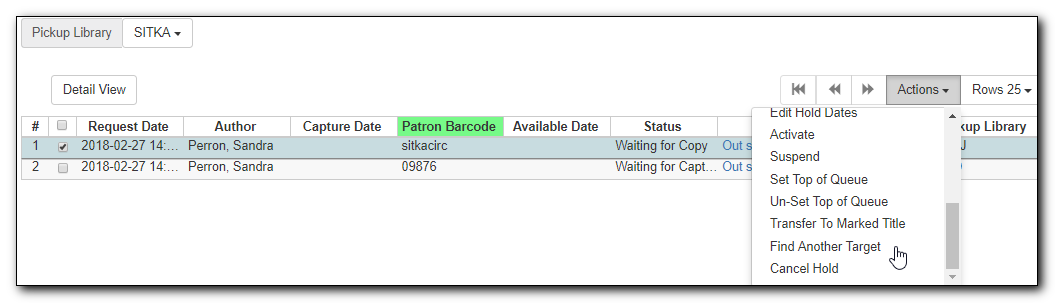 Pickup Library SITKA
Detail View Actions Rows 25
# Request Date Author Capture Date Patron Barcode Available Date Status kup Library
1 2018-02-27 14:... Perron, Sandra sitkacirc Waiting for Copy Out s
2 2018-02-27 14:... Perron, Sandra 09876 Waiting for Capt... Out s
Edit Hold Dates
Activate
Suspend
Set Top of Queue
Un-Set Top of Queue
Transfer To Marked Title
Find Another Target
Cancel Hold